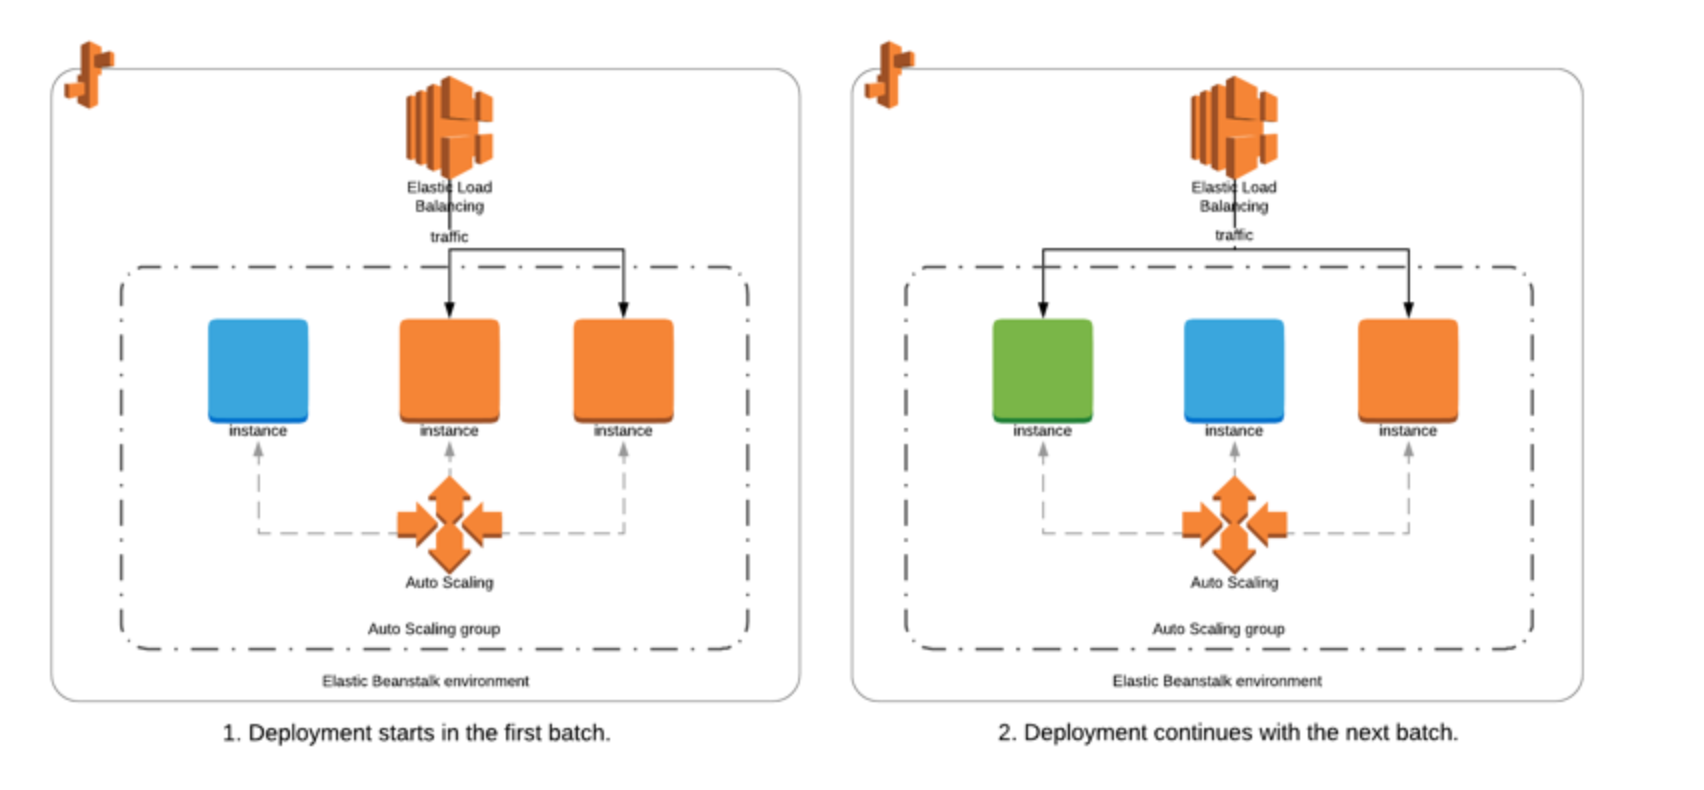 Elastic Load
Balancing
traffic
instance
instance
instance
Auto Scaling
Auto Scaling group
Elastic Beanstalk environment
1. Deployment starts in the first batch.
Elastic Load
Balancing
traffic
instance
instance
instance
Auto Scaling
Auto Scaling group
Elastic Beanstalk environment
2. Deployment continues with the next batch.